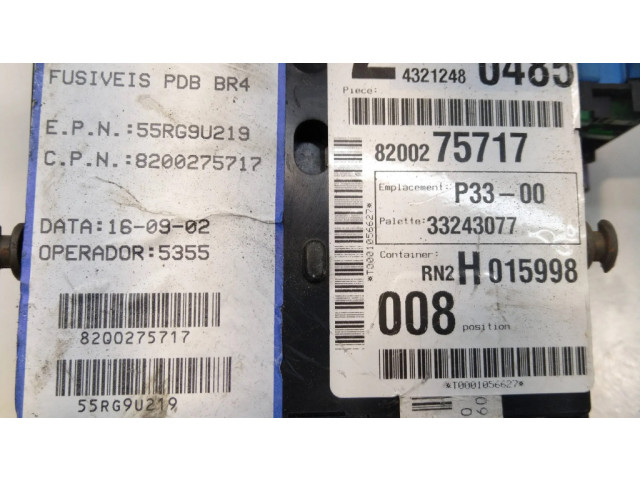 FUSIVEIS PDB BR4
E.P.N.:55RG9U219
C.P.N.:8200275717
DATA:16-09-02
OPERADOR:5355
8200275717
55RG9U219
4321248 0485
Piece:
8200275717
Emplacement: P33-00
Palette: 33243077
Container:
RN2 H 015998
008 position
*T0001056627*
*T0001056627*